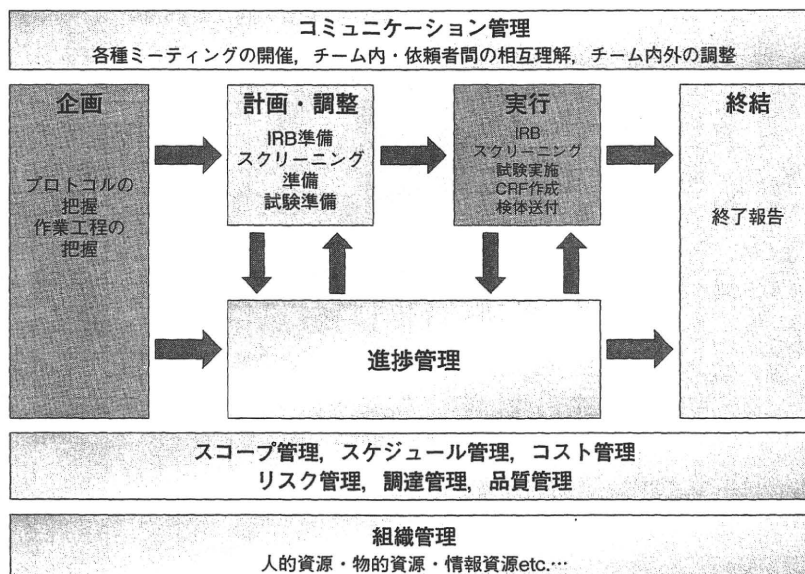 コミュニケーション管理
各種ミーティングの開催，チーム内・依頼者間の相互理解，チーム内外の調整
企画
プロトコルの
把握
作業工程の
把握
計画・調整
IRB準備
スクリーニング
準備
試験準備
実行
IRB
スクリーニング
試験実施
CRF作成
検体送付
終結
終了報告
進捗管理
スコープ管理，スケジュール管理，コスト管理
リスク管理，調達管理，品質管理
組織管理
人的資源・物的資源・情報資源etc.…